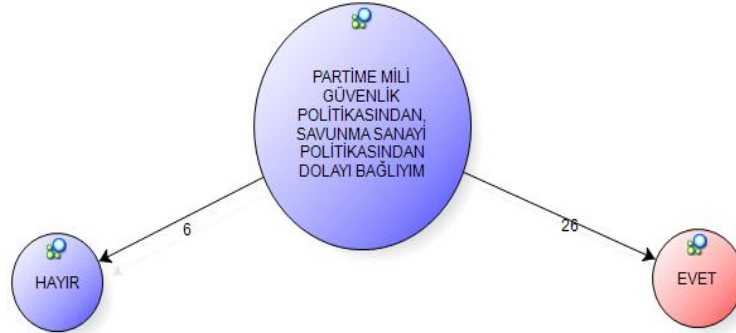 PARTİME MİLİ
GÜVENLİK
POLİTİKASINDAN,
SAVUNMA SANAYİ
POLİTİKASINDAN
DOLAYI BAĞLIYIM
6
26
HAYIR
EVET